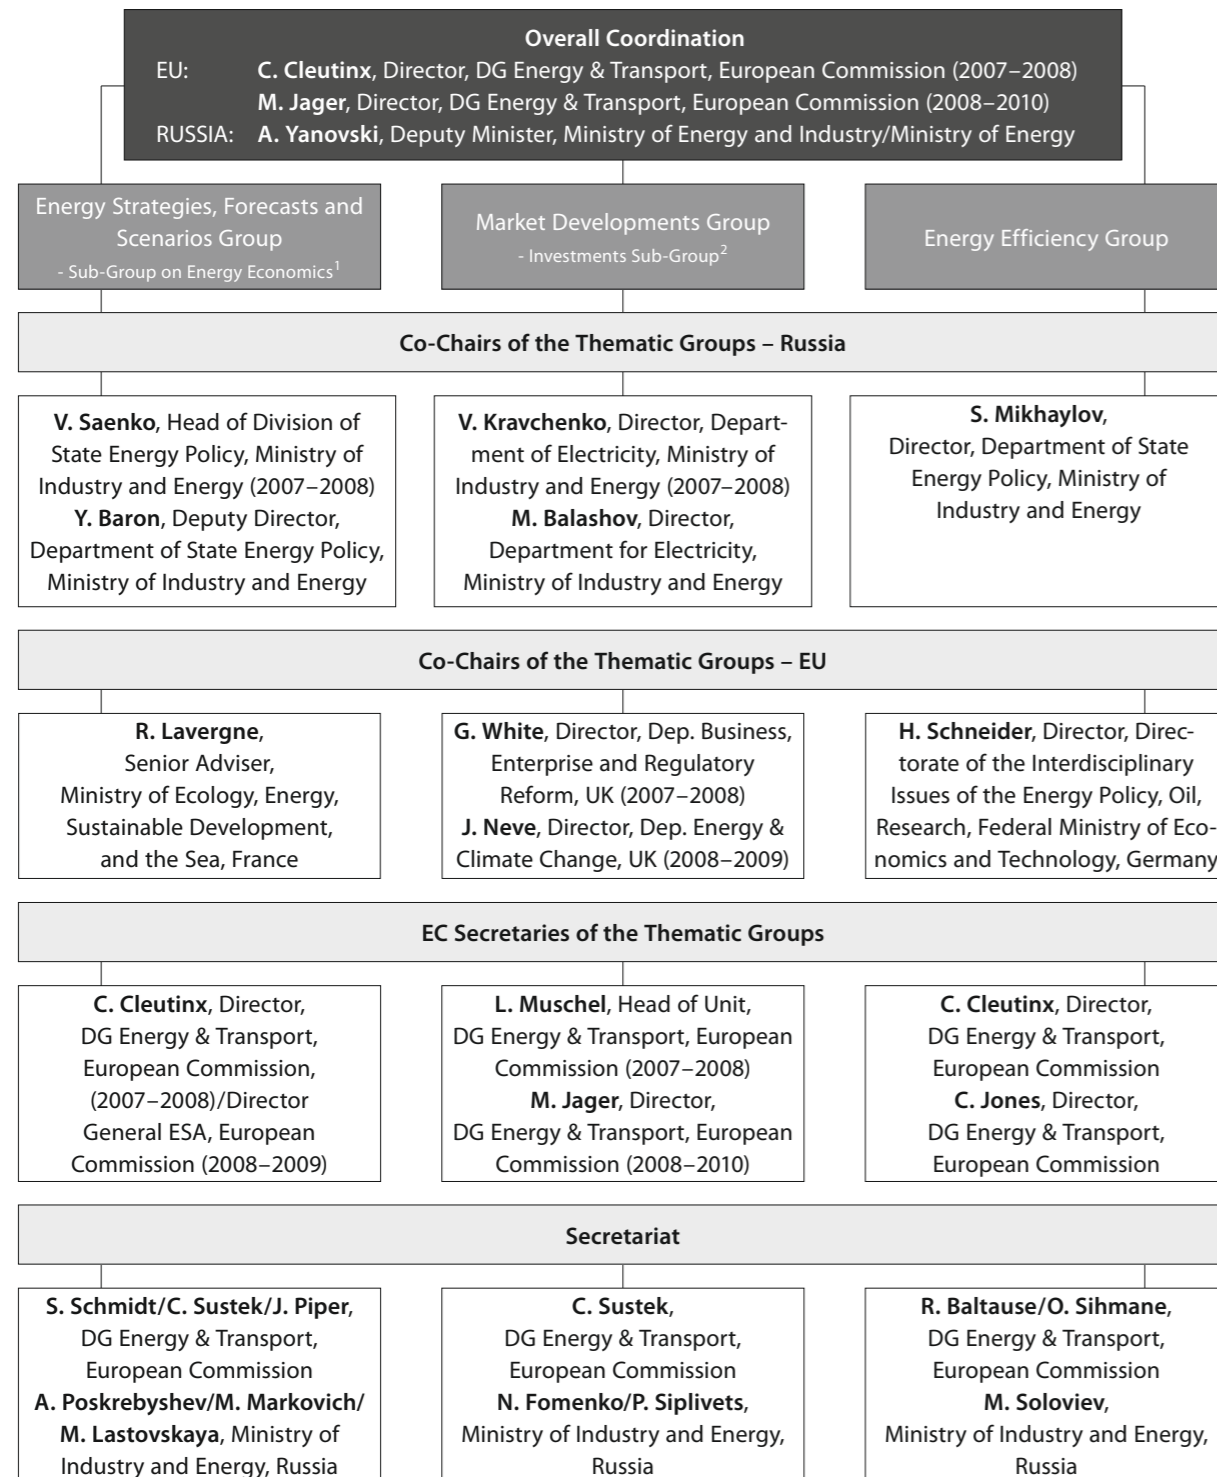 Overall Coordination
EU: C. Cleutinx, Director, DG Energy & Transport, European Commission (2007–2008)
M. Jager, Director, DG Energy & Transport, European Commission (2008–2010)
RUSSIA: A. Yanovski, Deputy Minister, Ministry of Energy and Industry/Ministry of Energy
Energy Strategies, Forecasts and
Scenarios Group
- Sub-Group on Energy Economics1
Market Developments Group
- Investments Sub-Group2
Energy Efficiency Group
Co-Chairs of the Thematic Groups – Russia
V. Saenko, Head of Division of
State Energy Policy, Ministry of
Industry and Energy (2007–2008)
Y. Baron, Deputy Director,
Department of State Energy Policy,
Ministry of Industry and Energy
V. Kravchenko, Director, Depart-
ment of Electricity, Ministry of
Industry and Energy (2007–2008)
M. Balashov, Director,
Department for Electricity,
Ministry of Industry and Energy
S. Mikhaylov,
Director, Department of State
Energy Policy, Ministry of
Industry and Energy
Co-Chairs of the Thematic Groups – EU
R. Lavergne,
Senior Adviser,
Ministry of Ecology, Energy,
Sustainable Development,
and the Sea, France
G. White, Director, Dep. Business,
Enterprise and Regulatory
Reform, UK (2007–2008)
J. Neve, Director, Dep. Energy &
Climate Change, UK (2008–2009)
H. Schneider, Director, Direc-
torate of the Interdisciplinary
Issues of the Energy Policy, Oil,
Research, Federal Ministry of Eco-
nomics and Technology, Germany
EC Secretaries of the Thematic Groups
C. Cleutinx, Director,
DG Energy & Transport,
European Commission,
(2007–2008)/Director
General ESA, European
Commission (2008–2009)
L. Muschel, Head of Unit,
DG Energy & Transport, European
Commission (2007–2008)
M. Jager, Director,
DG Energy & Transport, European
Commission (2008–2010)
C. Cleutinx, Director,
DG Energy & Transport,
European Commission
C. Jones, Director,
DG Energy & Transport,
European Commission
Secretariat
S. Schmidt/C. Sustek/J. Piper,
DG Energy & Transport,
European Commission
A. Poskrebyshev/M. Markovich/
M. Lastovskaya, Ministry of
Industry and Energy, Russia
C. Sustek,
DG Energy & Transport,
European Commission
N. Fomenko/P. Siplivets,
Ministry of Industry and Energy,
Russia
R. Baltause/O. Sihmane,
DG Energy & Transport,
European Commission
M. Soloviev,
Ministry of Industry and Energy,
Russia